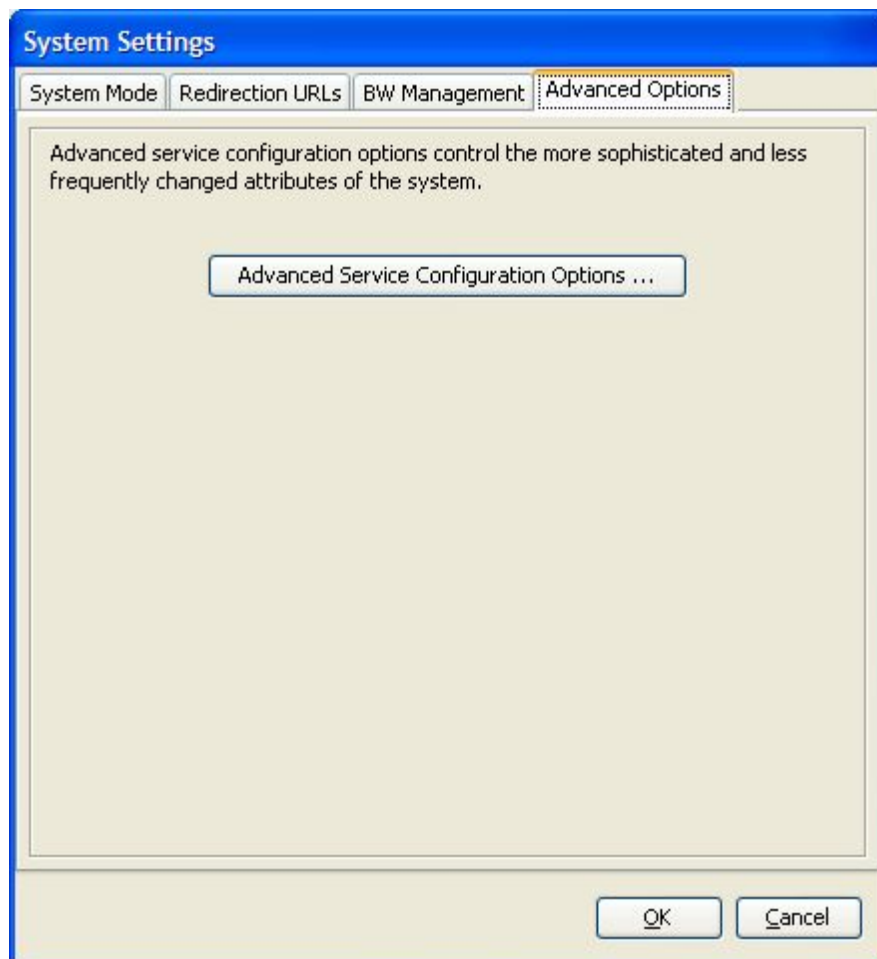 System Settings
System Mode Redirection URLs BW Management Advanced Options
Advanced service configuration options control the more sophisticated and less
frequently changed attributes of the system.
Advanced Service Configuration Options ...
OK Cancel